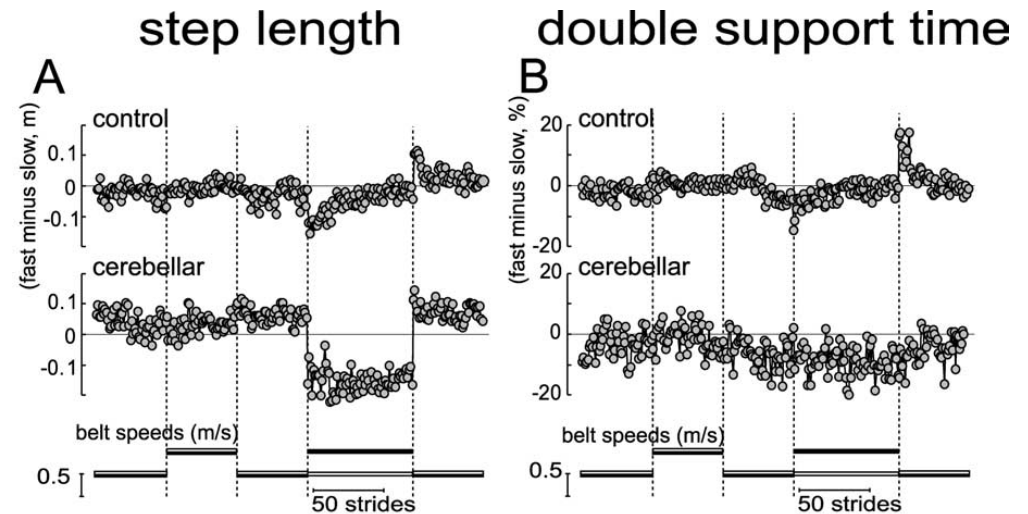 step length
double support time
A
B
(fast minus slow, m)
control
0.1
0
-0.1
cerebellar
0.1
0
-0.1
belt speeds (m/s)
0.5
50 strides
(fast minus slow, %)
control
20
0
-20
cerebellar
20
0
-20
belt speeds (m/s)
0.5
50 strides